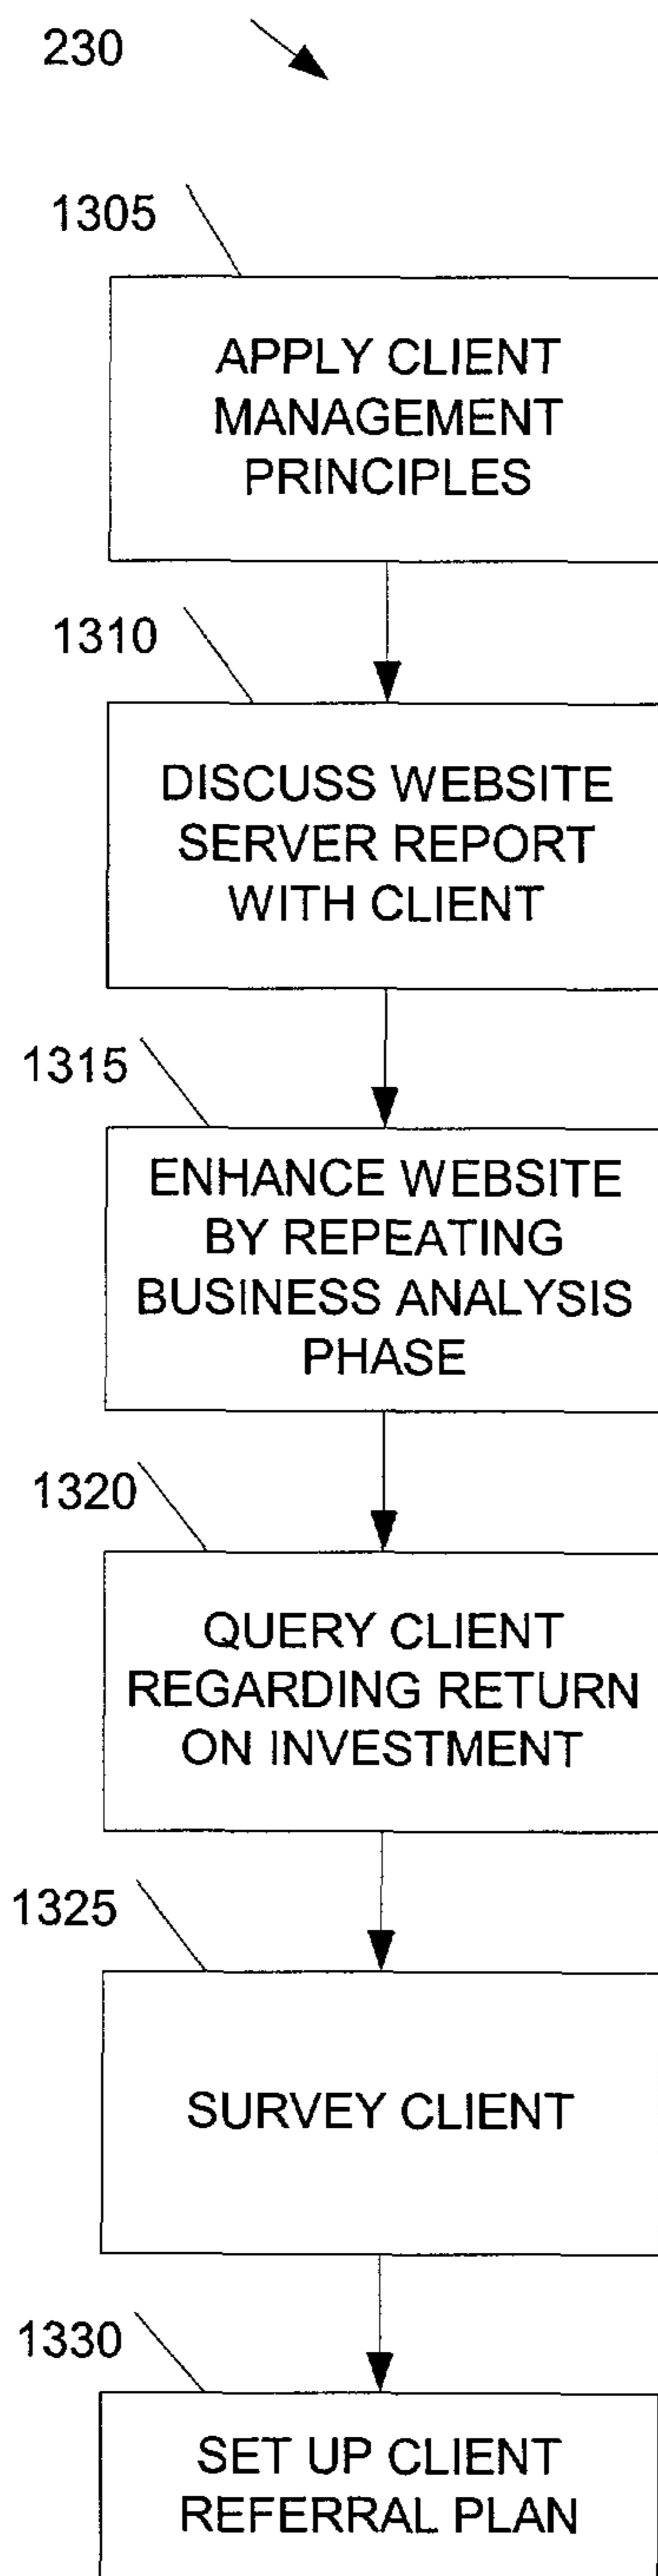 230
1305
APPLY CLIENT
MANAGEMENT
PRINCIPLES
1310
DISCUSS WEBSITE
SERVER REPORT
WITH CLIENT
1315
ENHANCE WEBSITE
BY REPEATING
BUSINESS ANALYSIS
PHASE
1320
QUERY CLIENT
REGARDING RETURN
ON INVESTMENT
1325
SURVEY CLIENT
1330
SET UP CLIENT
REFERRAL PLAN